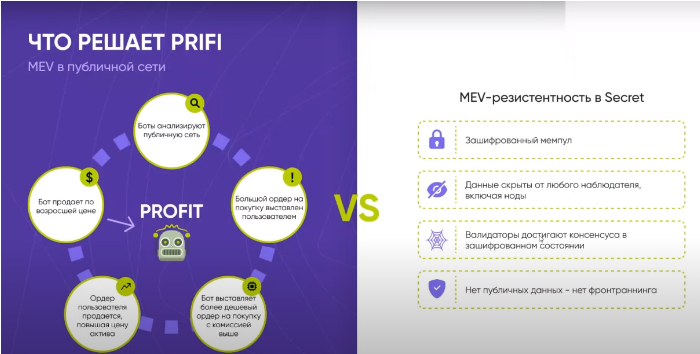 ЧТО РЕШАЕТ PRIFI
MEV в публичной сети
Боты анализируют
публичную сеть
Большой ордер на
покупку выставлен
пользователем
Бот выставляет
более дешевый
ордер на покупку
с комиссией
выше
Ордер
пользователя
продается,
повышая цену
актива
Бот продает по
возросшей цене
$
!
PROFIT
VS
MEV-резистентность в Secret
Зашифрованный мемпул
Данные скрыты от любого наблюдателя,
включая ноды
Валидаторы достигают консенсуса в
зашифрованном состоянии
Нет публичных данных - нет фронтраннинга